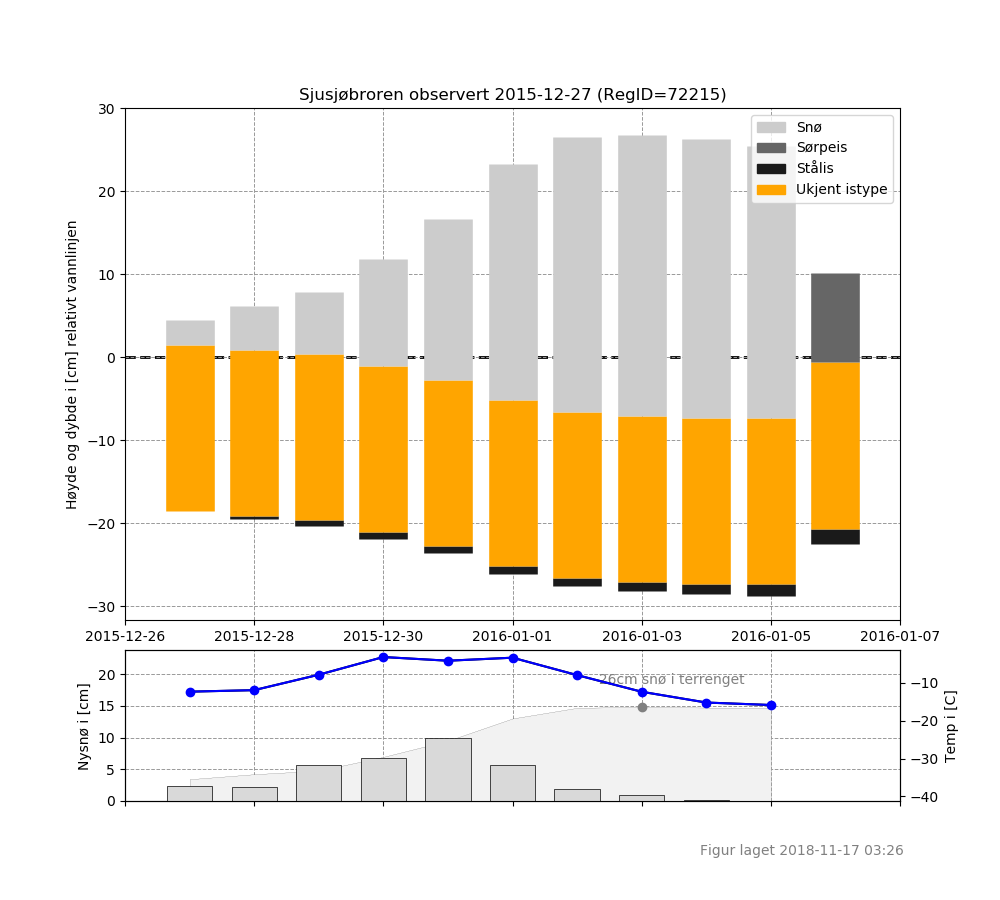 Sjusjøbroren observert 2015-12-27 (RegID=72215)
Høyde og dybde i [cm] relativt vannlinjen
30
20
10
0
−10
−20
−30
Snø
Sørpeis
Stålis
Ukjent istype
2015-12-26
2015-12-28
2015-12-30
2016-01-01
2016-01-03
2016-01-05
2016-01-07
Nysnø i [cm]
20
15
10
5
0
26cm snø i terrenget
−10
−20
−30
−40
Temp i [C]
Figur laget 2018-11-17 03:26